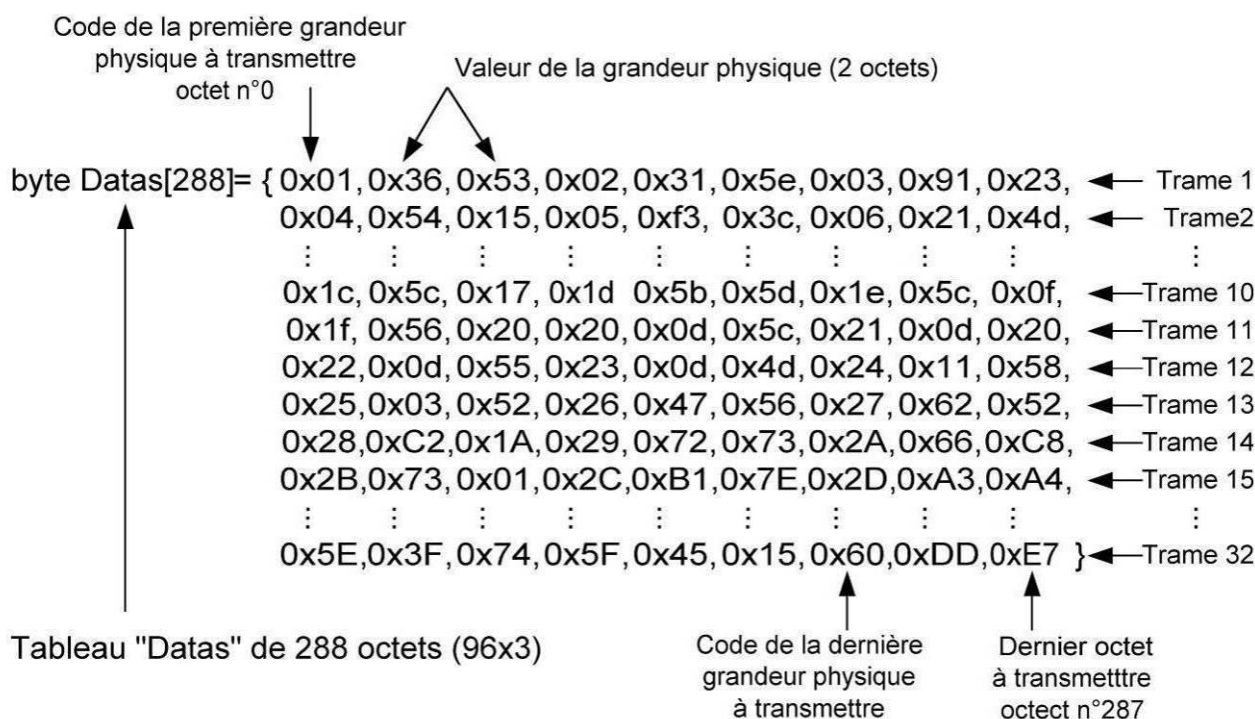 Code de la première grandeur
physique à transmettre
octet n°0
Valeur de la grandeur physique (2 octets)
byte Datas[288]= { 0x01, 0x36, 0x53, 0x02, 0x31, 0x5e, 0x03, 0x91, 0x23, Trame 1
0x04, 0x54, 0x15, 0x05, 0xf3, 0x3c, 0x06, 0x21, 0x4d, Trame2
⋮ ⋮ ⋮ ⋮ ⋮ ⋮ ⋮ ⋮ ⋮ ⋮
0x1c, 0x5c, 0x17, 0x1d 0x5b, 0x5d, 0x1e, 0x5c, 0x0f, Trame 10
0x1f, 0x56, 0x20, 0x20, 0x0d, 0x5c, 0x21, 0x0d, 0x20, Trame 11
0x22, 0x0d, 0x55, 0x23, 0x0d, 0x4d, 0x24, 0x11, 0x58, Trame 12
0x25,0x03, 0x52, 0x26, 0x47, 0x56, 0x27, 0x62, 0x52, Trame 13
0x28,0xC2, 0x1A, 0x29, 0x72, 0x73, 0x2A, 0x66, 0xC8, Trame 14
0x2B,0x73, 0x01, 0x2C, 0xB1, 0x7E, 0x2D, 0xA3, 0xA4, Trame 15
⋮ ⋮ ⋮ ⋮ ⋮ ⋮ ⋮ ⋮ ⋮ ⋮
0x5E,0x3F, 0x74, 0x5F, 0x45, 0x15, 0x60,0xDD, 0xE7 } Trame 32
Tableau "Datas" de 288 octets (96x3)
Code de la dernière
grandeur physique
à transmettre
Dernier octet
à transmetttre
octect n°287